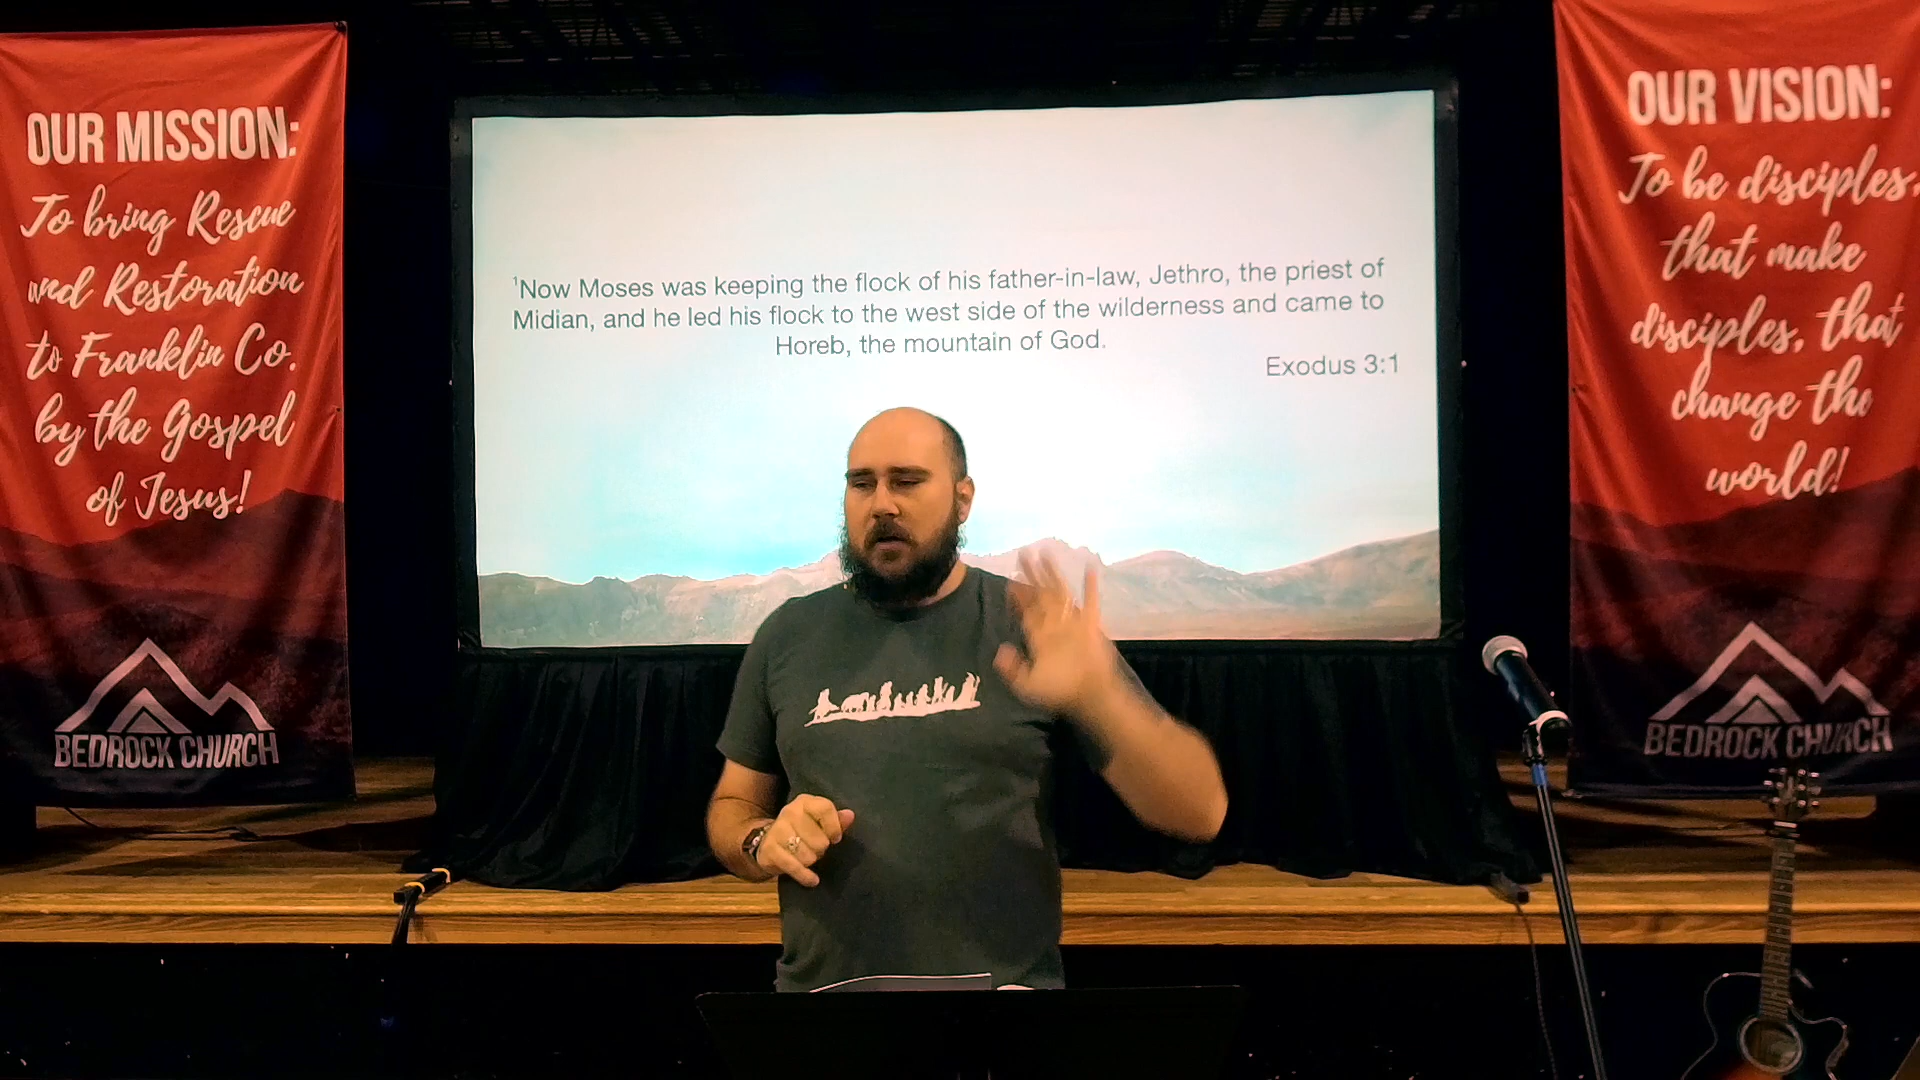 OUR MISSION:
To bring Rescue
and Restoration
to Franklin Co.
by the Gospel
of Jesus!
BEDROCK CHURCH
¹Now Moses was keeping the flock of his father-in-law, Jethro, the priest of
Midian, and he led his flock to the west side of the wilderness and came to
Horeb, the mountain of God.
Exodus 3:1
OUR VISION:
To be disciples,
that make
disciples, that
change the
world!
BEDROCK CHURCH